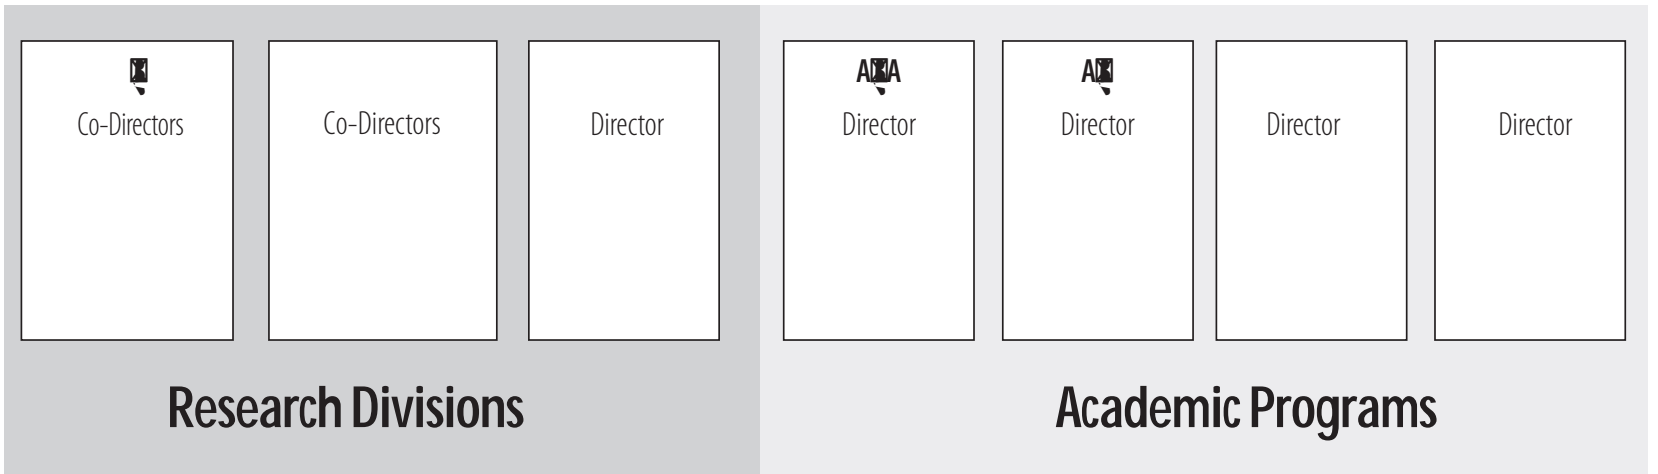 Co-Directors
Co-Directors
Director
Director
Director
Director
Director
Research Divisions
Academic Programs